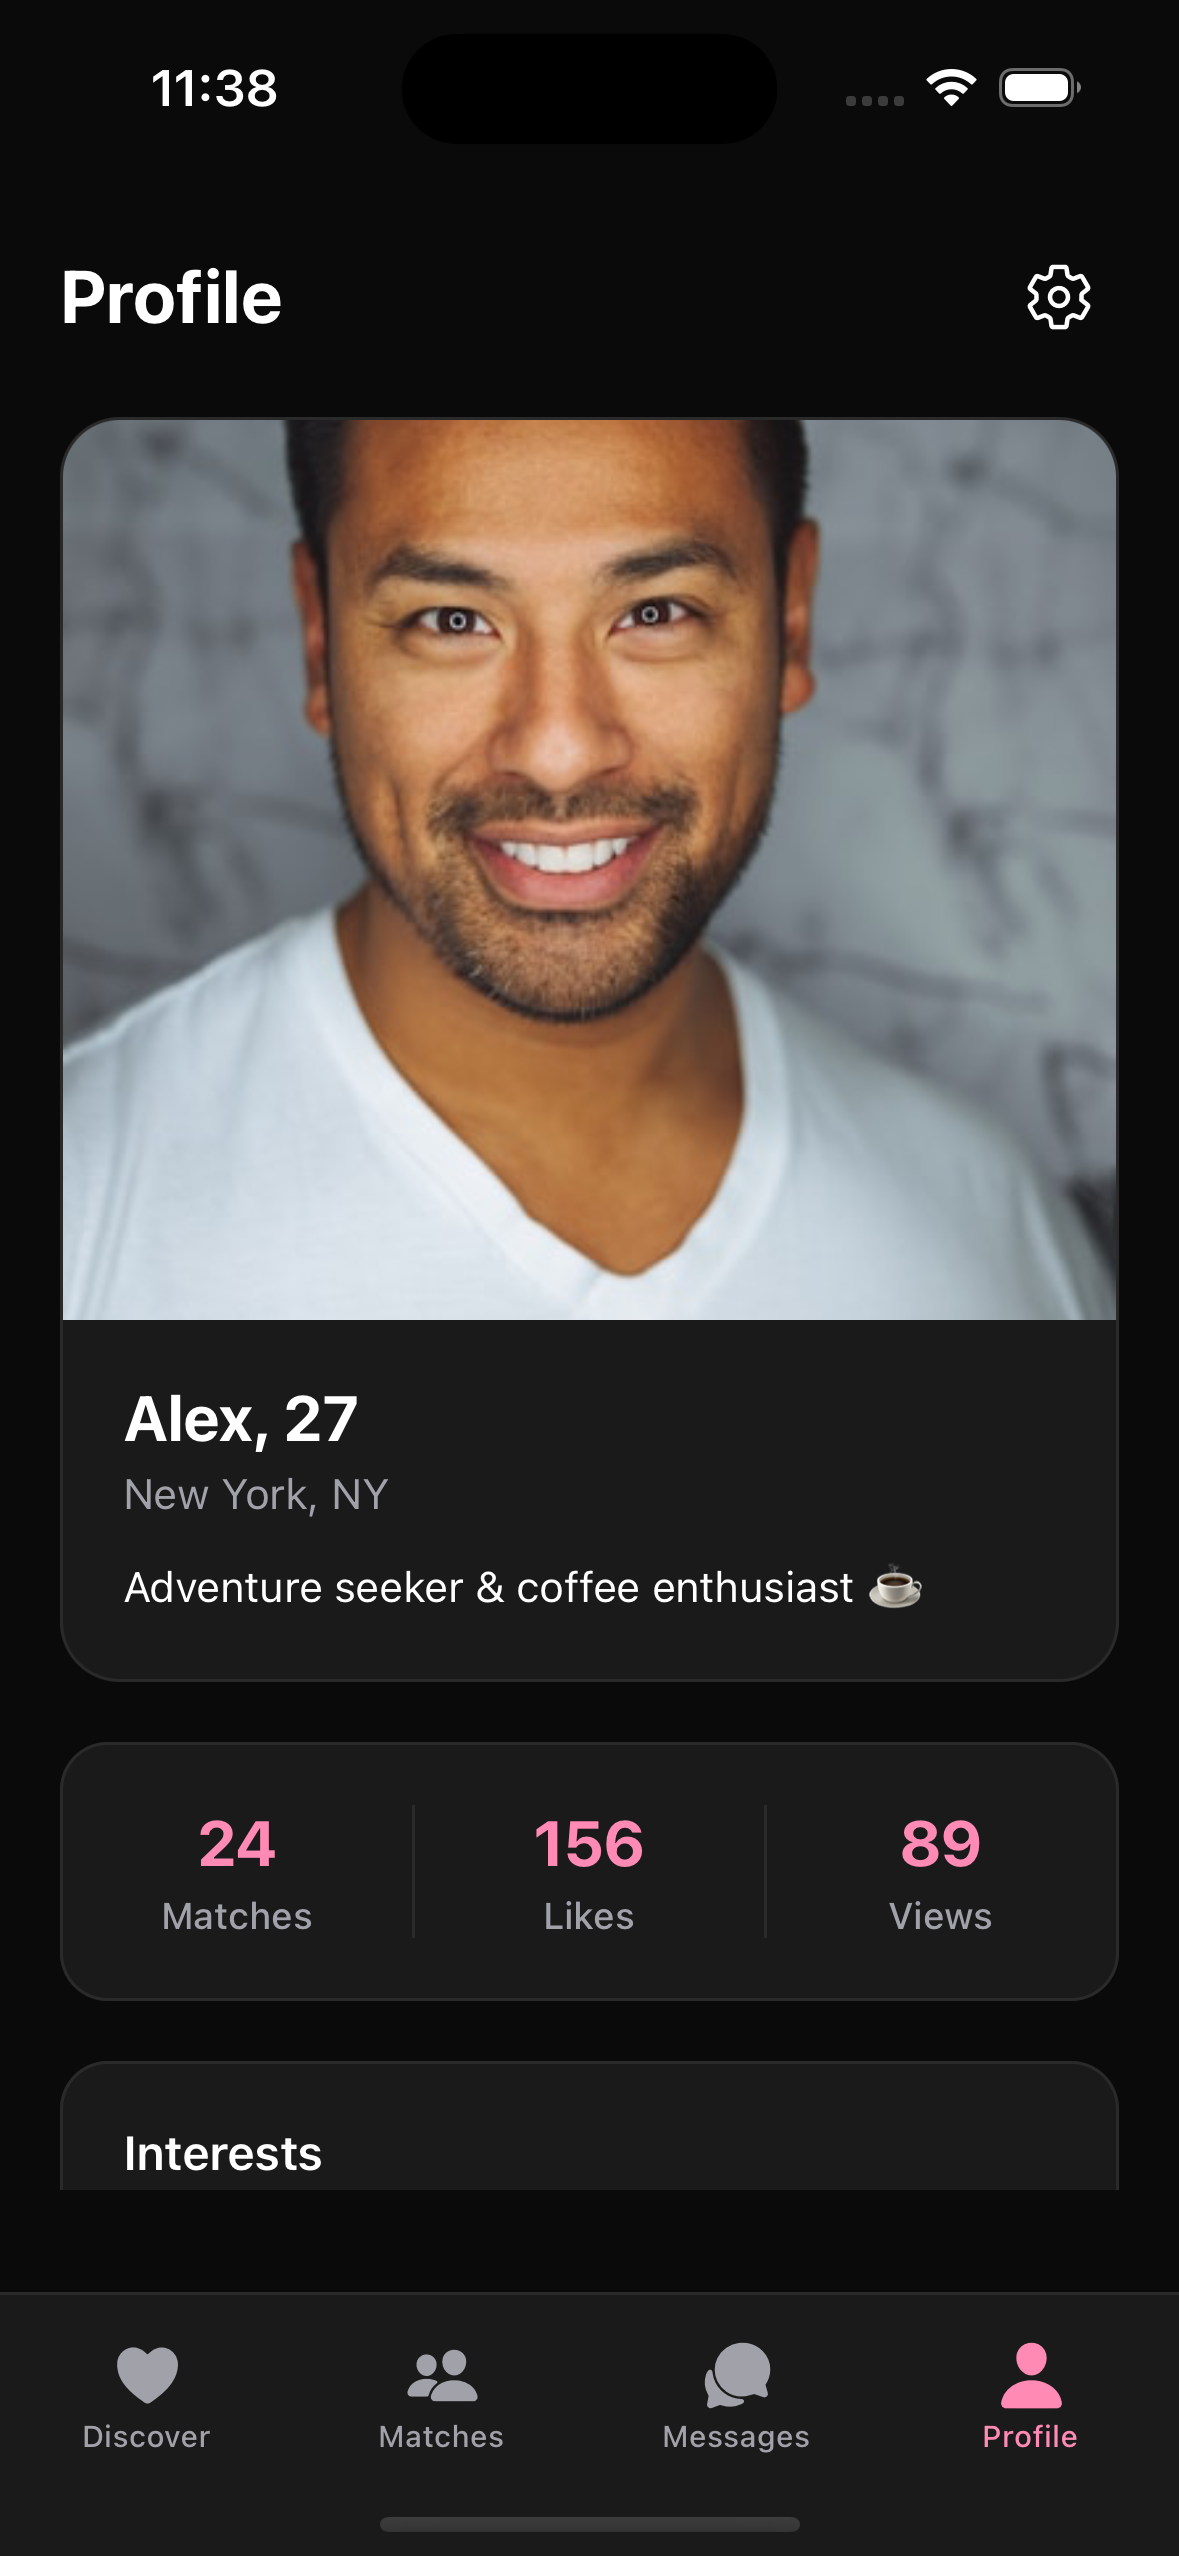 11:38
Profile
Alex, 27
New York, NY
Adventure seeker & coffee enthusiast ☕
24
Matches
156
Likes
89
Views
Interests
Discover
Matches
Messages
Profile